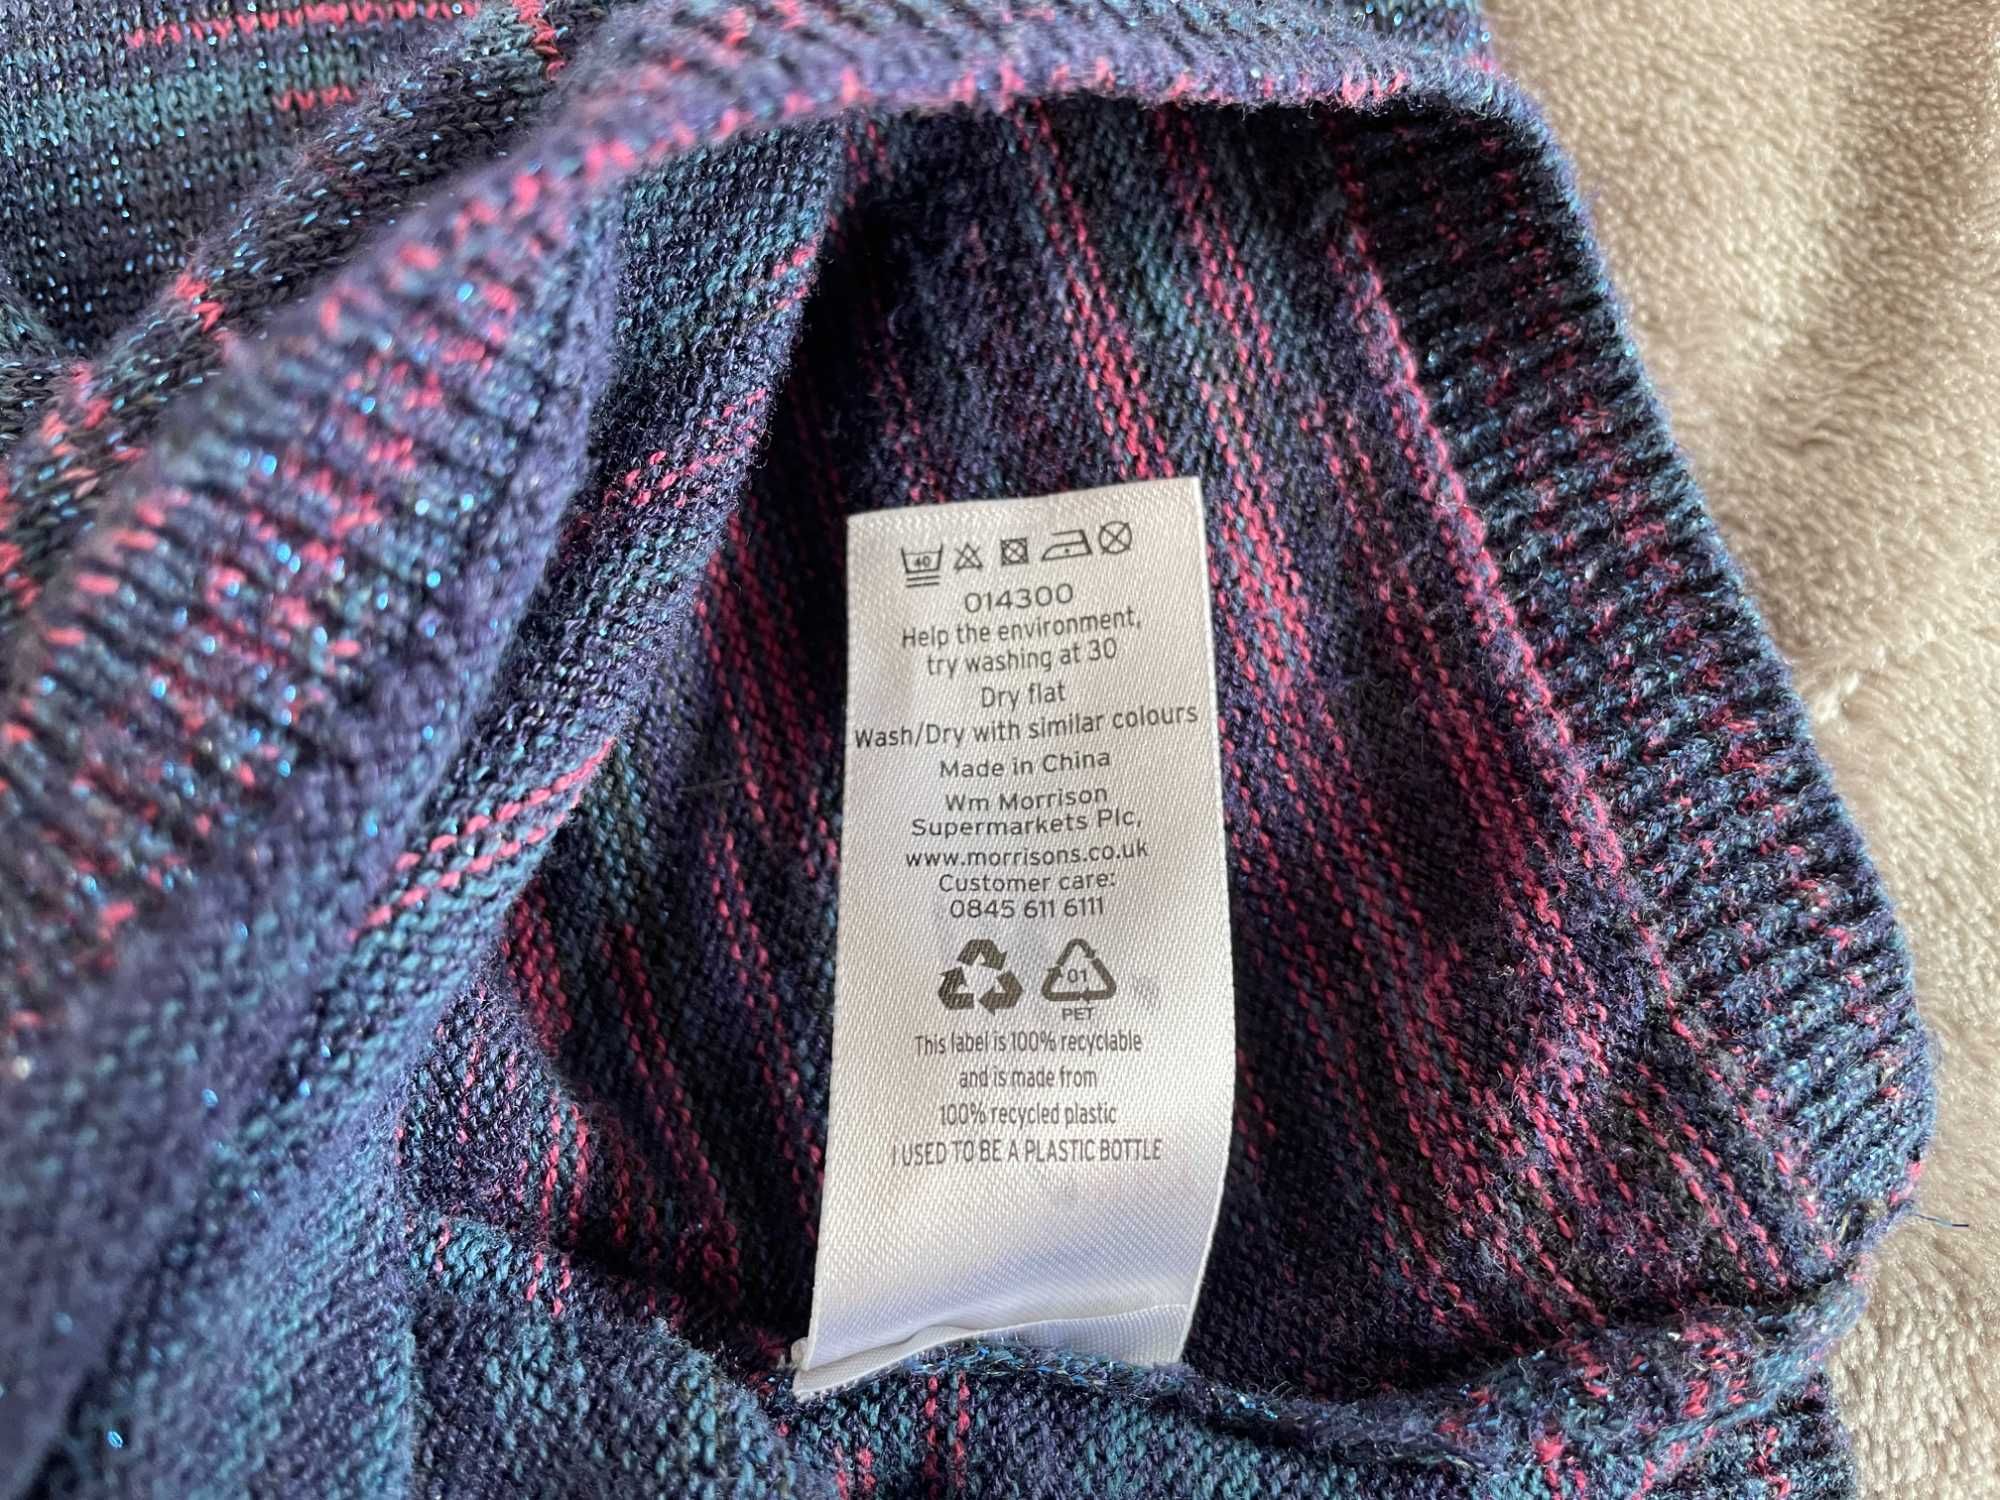 40
014300
Help the environment,
try washing at 30
Dry flat
Wash/Dry with similar colours
Made in China
Wm Morrison
Supermarkets Plc,
www.morrisons.co.uk
Customer care:
0845 611 6111
01
PET
This label is 100% recyclable
and is made from
100% recycled plastic
I USED TO BE A PLASTIC BOTTLE